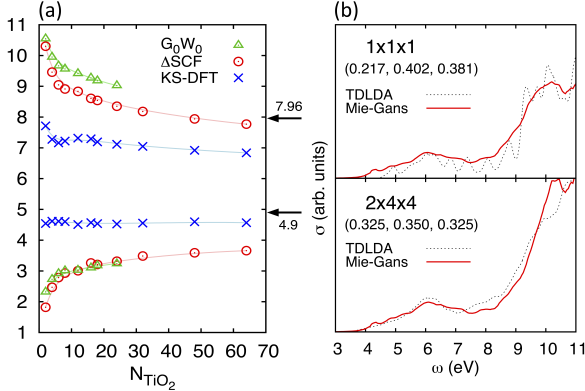 (a)
11
10
9
8
7
6
5
4
3
2
1
G0W0
ΔSCF
KS-DFT
7.96
4.9
0 10 20 30 40 50 60 70
NTiO2
(b)
1x1x1
(0.217, 0.402, 0.381)
TDLDA
Mie-Gans
σ (arb. units)
2x4x4
(0.325, 0.350, 0.325)
TDLDA
Mie-Gans
3 4 5 6 7 8 9 10 11
ω (eV)